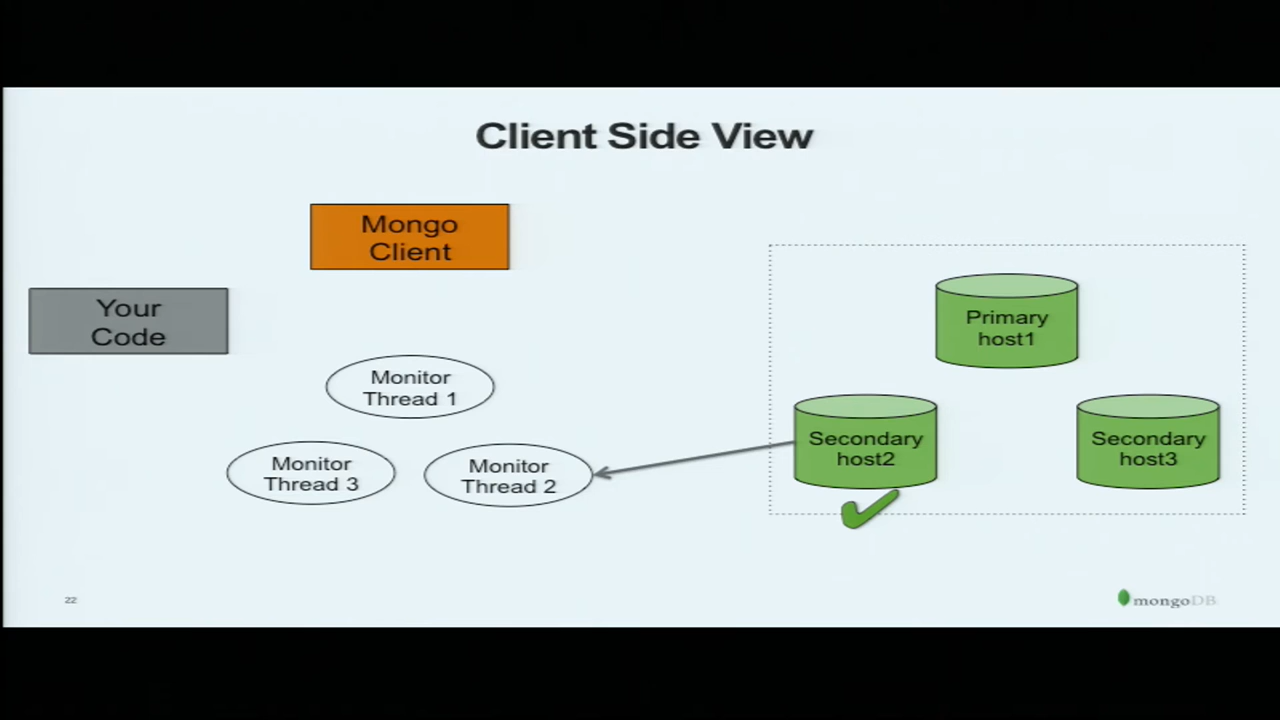 Client Side View
Mongo
Client
Your
Code
Primary
host1
Monitor
Thread 1
Secondary
host2
Secondary
host3
Monitor
Thread 3
Monitor
Thread 2
22
mongoDB